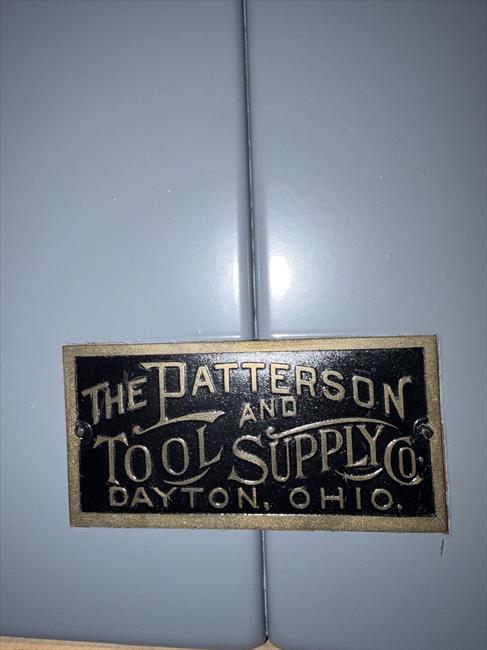 THE PATTERSON
AND
TOOL SUPPLY CO.
DAYTON, OHIO.